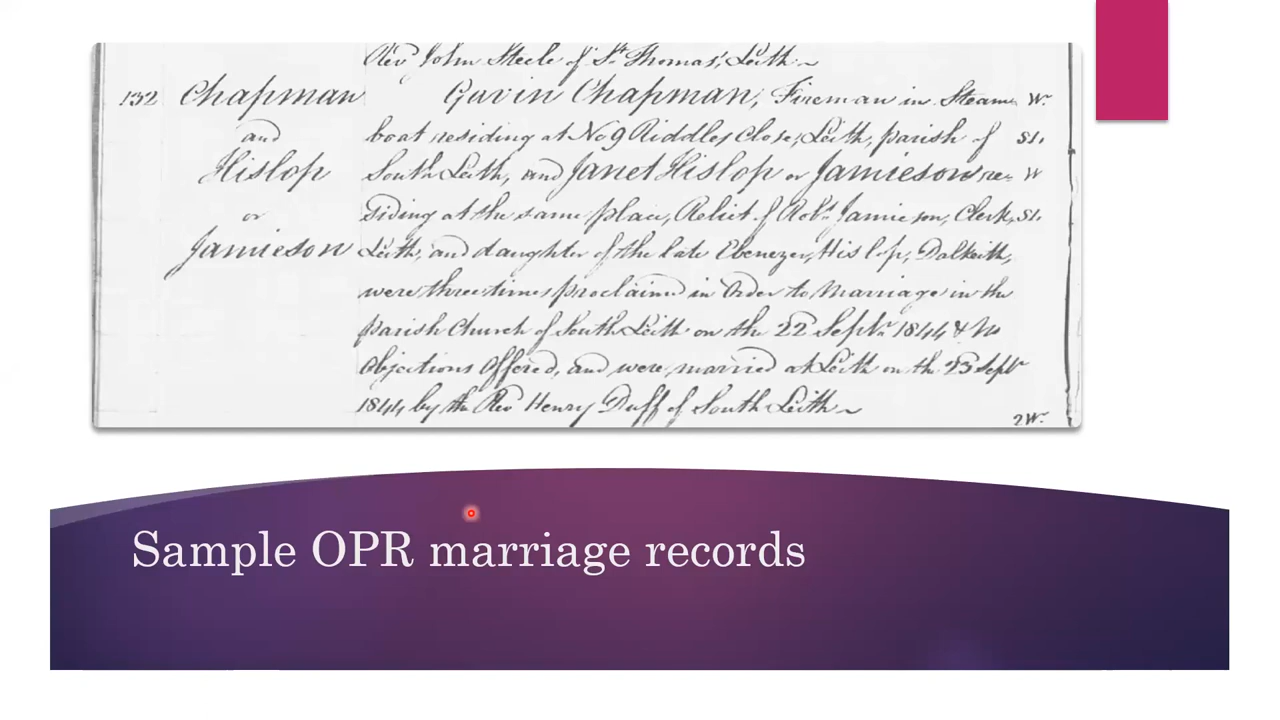 Rev John Steele of St Thomas', Leith
132 Chapman Gavin Chapman, Fireman in Steam W.
and boat residing at No 9 Riddles Close, Leith, parish of St.
Hislop South Leith, and Janet Hislop or Jamieson re= W
or siding at the same place, Relict of Robt Jamieson, Clerk, St.
Jamieson Leith, and daughter of the late Ebenezer Hislop, Dalkeith,
were three times proclaimed in Order to Marriage in the
parish Church of South Leith on the 22 Septr 1844 & No
Objections Offered, and were married at Leith on the 23 Sept
1844 by the Rev Henry Duff of South Leith
2 W.
Sample OPR marriage records